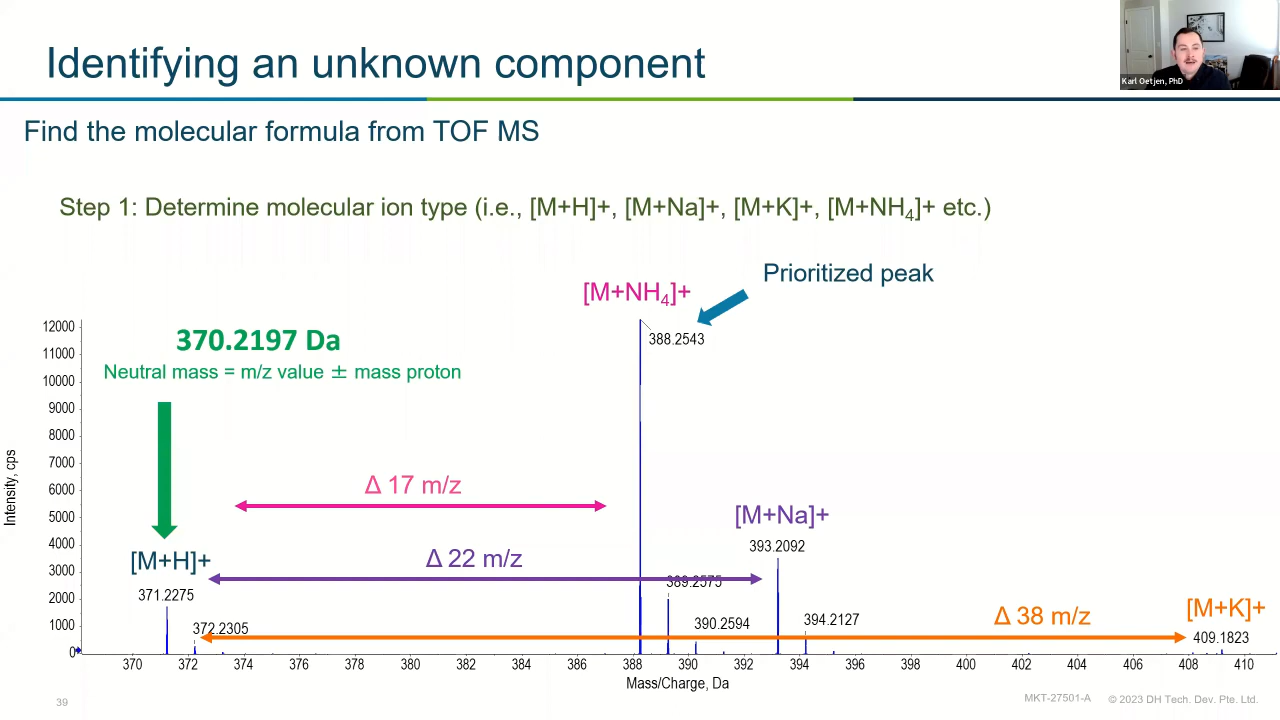 Identifying an unknown component
Karl Oetjen, PhD
Find the molecular formula from TOF MS
Step 1: Determine molecular ion type (i.e., [M+H]+, [M+Na]+, [M+K]+, [M+NH₄]+ etc.)
Prioritized peak
[M+NH₄]+
388.2543
370.2197 Da
Neutral mass = m/z value ± mass proton
Δ 17 m/z
[M+Na]+
393.2092
[M+H]+
371.2275
Δ 22 m/z
389.2575
[M+K]+
409.1823
Δ 38 m/z
372.2305
390.2594
394.2127
Intensity, cps
12000
11000
10000
9000
8000
7000
6000
5000
4000
3000
2000
1000
0
370 372 374 376 378 380 382 384 386 388 390 392 394 396 398 400 402 404 406 408 410
Mass/Charge, Da
39
MKT-27501-A © 2023 DH Tech. Dev. Pte. Ltd.